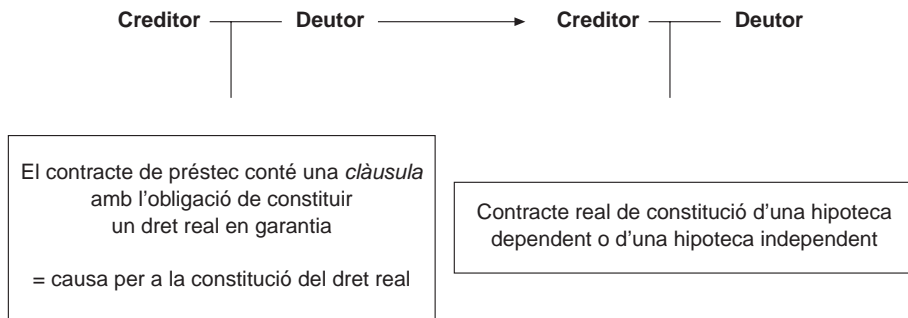 Creditor Deutor Creditor Deutor
El contracte de préstec conté una clàusula
amb l’obligació de constituir
un dret real en garantia
= causa per a la constitució del dret real
Contracte real de constitució d’una hipoteca
dependent o d’una hipoteca independent